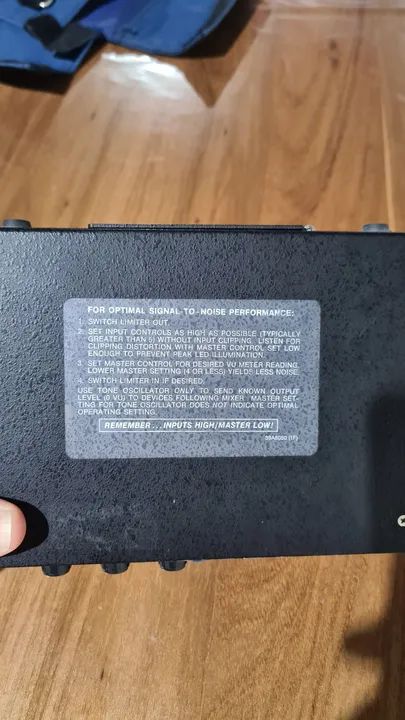 FOR OPTIMAL SIGNAL-TO-NOISE PERFORMANCE:
1. SWITCH LIMITER OUT.
2. SET INPUT CONTROLS AS HIGH AS POSSIBLE (TYPICALLY
GREATER THAN 5) WITHOUT INPUT CLIPPING. LISTEN FOR
CLIPPING DISTORTION WITH MASTER CONTROL SET LOW
ENOUGH TO PREVENT PEAK LED ILLUMINATION.
3. SET MASTER CONTROL FOR DESIRED VU METER READING.
LOWER MASTER SETTING (4 OR LESS) YIELDS LESS NOISE.
4. SWITCH LIMITER IN IF DESIRED.
USE TONE OSCILLATOR ONLY TO SEND KNOWN OUTPUT
LEVEL (0 VU) TO DEVICES FOLLOWING MIXER. MASTER SET-
TING FOR TONE OSCILLATOR DOES NOT INDICATE OPTIMAL
OPERATING SETTING.
REMEMBER...INPUTS HIGH/MASTER LOW!